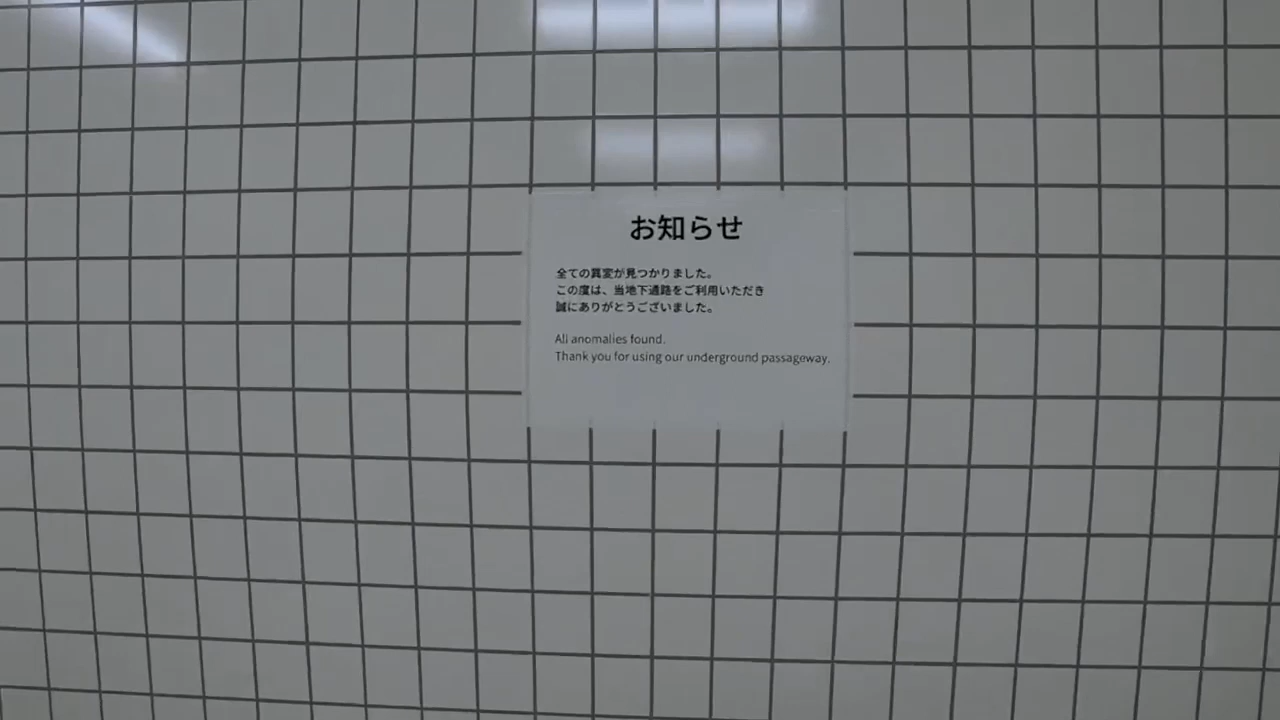 お知らせ
全ての異変が見つかりました。
この度は、当地下通路をご利用いただき
誠にありがとうございました。
All anomalies found.
Thank you for using our underground passageway.